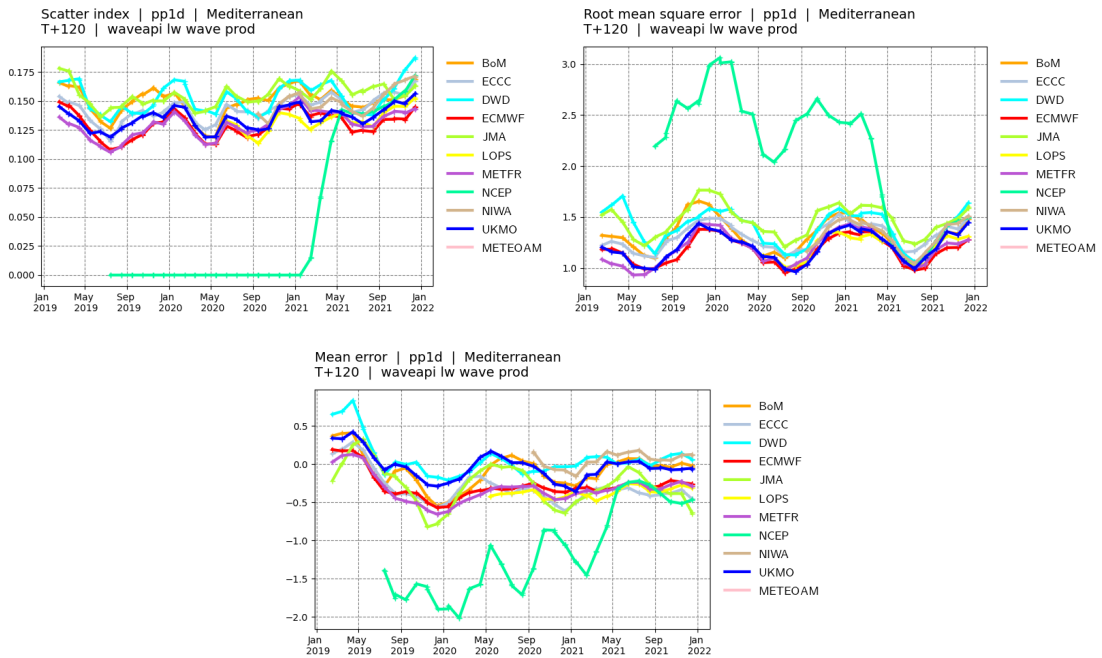 Scatter index | pp1d | Mediterranean
T+120 | waveapi lw wave prod
0.175
0.150
0.125
0.100
0.075
0.050
0.025
0.000
Jan 2019
May 2019
Sep 2019
Jan 2020
May 2020
Sep 2020
Jan 2021
May 2021
Sep 2021
Jan 2022
BoM
ECCC
DWD
ECMWF
JMA
LOPS
METFR
NCEP
NIWA
UKMO
METEOAM
Root mean square error | pp1d | Mediterranean
T+120 | waveapi lw wave prod
3.0
2.5
2.0
1.5
1.0
Jan 2019
May 2019
Sep 2019
Jan 2020
May 2020
Sep 2020
Jan 2021
May 2021
Sep 2021
Jan 2022
BoM
ECCC
DWD
ECMWF
JMA
LOPS
METFR
NCEP
NIWA
UKMO
METEOAM
Mean error | pp1d | Mediterranean
T+120 | waveapi lw wave prod
0.5
0.0
−0.5
−1.0
−1.5
−2.0
Jan 2019
May 2019
Sep 2019
Jan 2020
May 2020
Sep 2020
Jan 2021
May 2021
Sep 2021
Jan 2022
BoM
ECCC
DWD
ECMWF
JMA
LOPS
METFR
NCEP
NIWA
UKMO
METEOAM